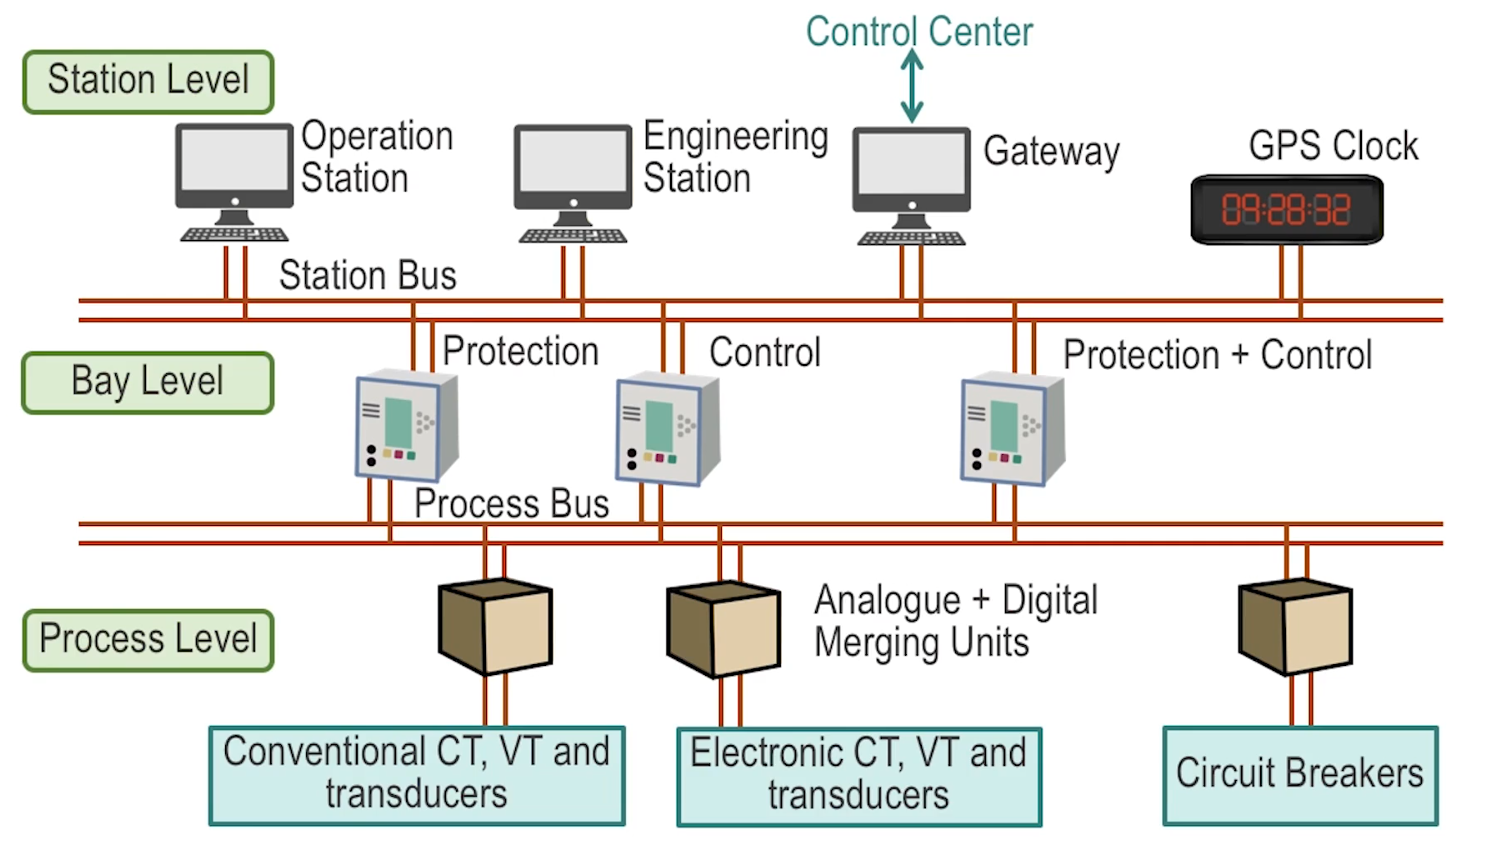 Control Center
Station Level
Operation
Station
Engineering
Station
Gateway
GPS Clock
09:28:32
Station Bus
Bay Level
Protection
Control
Protection + Control
Process Bus
Process Level
Analogue + Digital
Merging Units
Conventional CT, VT and
transducers
Electronic CT, VT and
transducers
Circuit Breakers